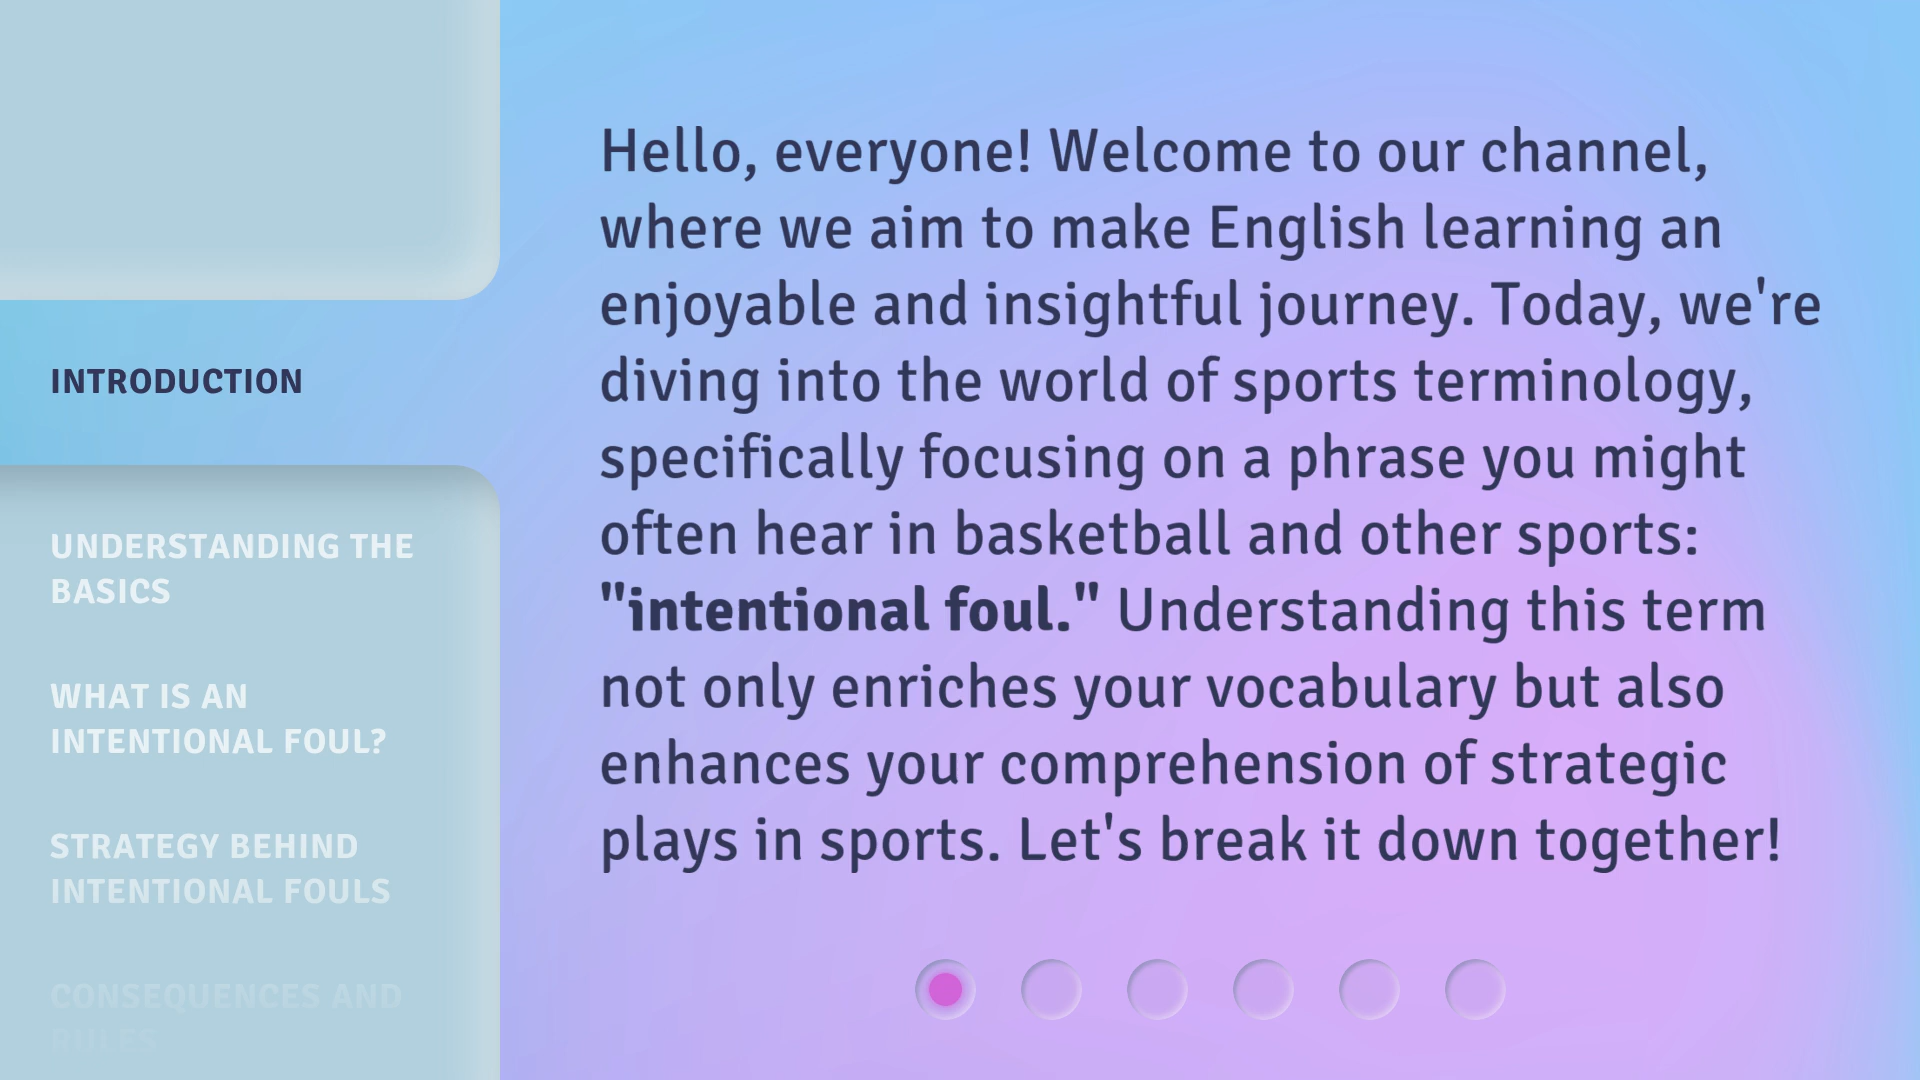 INTRODUCTION
UNDERSTANDING THE
BASICS
WHAT IS AN
INTENTIONAL FOUL?
STRATEGY BEHIND
INTENTIONAL FOULS
CONSEQUENCES AND
RULES
Hello, everyone! Welcome to our channel,
where we aim to make English learning an
enjoyable and insightful journey. Today, we're
diving into the world of sports terminology,
specifically focusing on a phrase you might
often hear in basketball and other sports:
"intentional foul." Understanding this term
not only enriches your vocabulary but also
enhances your comprehension of strategic
plays in sports. Let's break it down together!